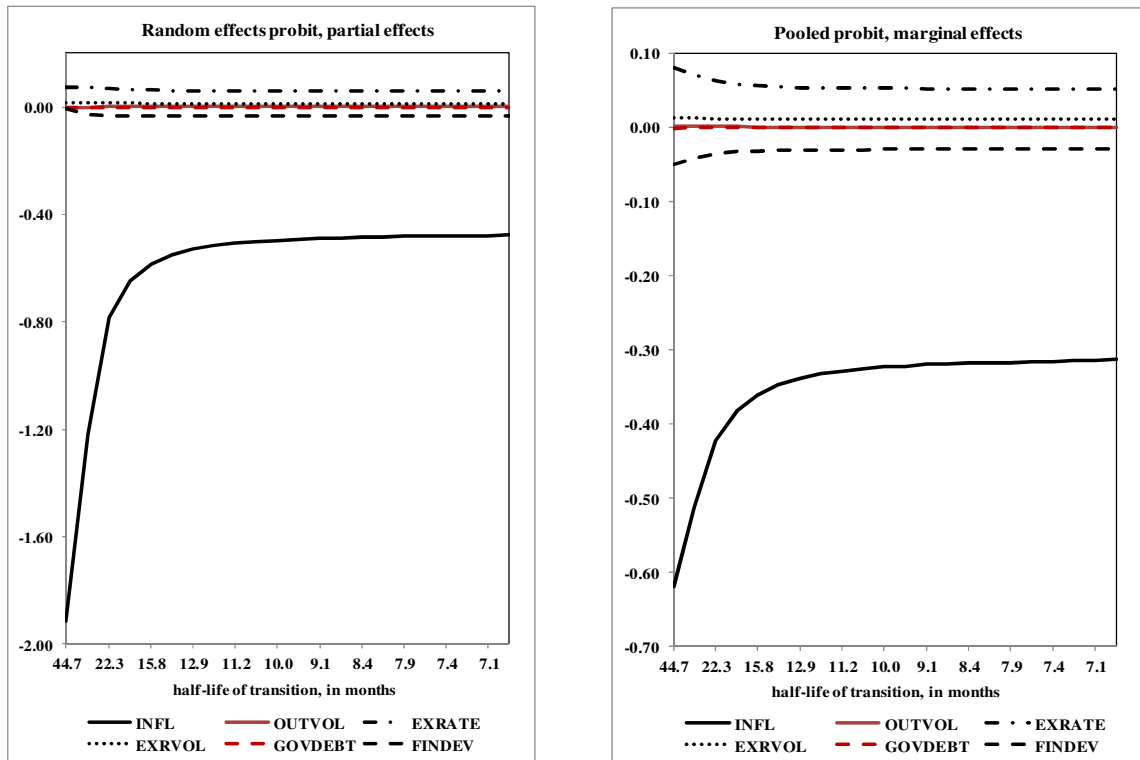 Random effects probit, partial effects
0.00
-0.40
-0.80
-1.20
-1.60
-2.00
44.7 22.3 15.8 12.9 11.2 10.0 9.1 8.4 7.9 7.4 7.1
half-life of transition, in months
INFL OUTVOL EXRATE
EXRVOL GOVDEBT FINDEV
Pooled probit, marginal effects
0.10
0.00
-0.10
-0.20
-0.30
-0.40
-0.50
-0.60
-0.70
44.7 22.3 15.8 12.9 11.2 10.0 9.1 8.4 7.9 7.4 7.1
half-life of transition, in months
INFL OUTVOL EXRATE
EXRVOL GOVDEBT FINDEV